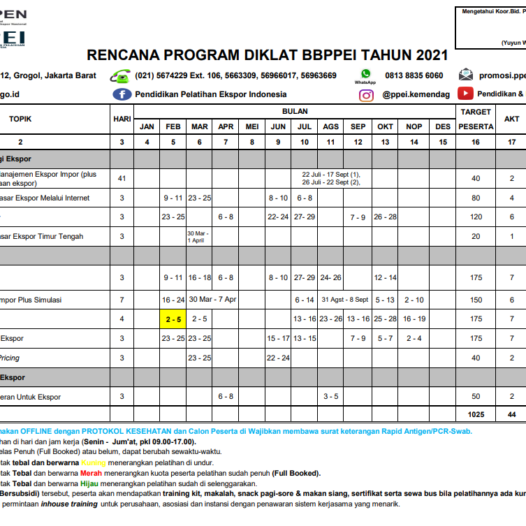 Mengetahui Koor.Bid. P
PEN
PPEI
(Yuyun W
RENCANA PROGRAM DIKLAT BBPPEI TAHUN 2021
12, Grogol, Jakarta Barat (021) 5674229 Ext. 106, 5663309, 56966017, 56963669 WhatsApp 0813 8835 6060 promosi.ppe
go.id Pendidikan Pelatihan Ekspor Indonesia @ppei.kemendag Pendidikan &
TOPIK HARI BULAN TARGET PESERTA AKT
JAN FEB MAR APR MEI JUN JUL AGS SEP OKT NOP DES
2 3 4 5 6 7 8 9 10 11 12 13 14 15 16 17
gi Ekspor
anajemen Ekspor Impor (plus
aan ekspor) 41 22 Juli - 17 Sept (1),
26 Juli - 22 Sept (2), 40 2
asar Ekspor Melalui Internet 3 9 - 11 23 - 25 8 - 10 6 - 8 80 4
3 23 - 25 6 - 8 22- 24 27- 29 7 - 9 26 - 28 120 6
asar Ekspor Timur Tengah 3 30 Mar -
1 April 20 1
3 9 - 11 16 - 18 6 - 8 8 - 10 27- 29 24- 26 12 - 14 175 7
mpor Plus Simulasi 7 16 - 24 30 Mar - 7 Apr 6 - 14 31 Agst - 8 Sept 5 - 13 2 - 10 150 6
4 2 - 5 2 - 5 13 - 16 23 - 26 13 - 16 25 - 28 16 - 19 175 7
Ekspor 3 23 - 25 23 - 25 15 - 17 13 - 15 7 - 9 5 - 7 2 - 4 175 7
Pricing 3 23 - 25 22 - 24 40 2
Ekspor
eran Untuk Ekspor 3 6 - 8 3 - 5 50 2
1025 44
nakan OFFLINE dengan PROTOKOL KESEHATAN dan Calon Peserta di Wajibkan membawa surat keterangan Rapid Antigen/PCR-Swab.
han di hari dan jam kerja (Senin - Jum'at, pkl 09.00-17.00).
elas Penuh (Full Booked) atau belum, dapat berubah sewaktu-waktu.
tak tebal dan berwarna Kuning menerangkan pelatihan di undur.
tak Tebal dan berwarna Merah menerangkan kuota peserta pelatihan sudah penuh (Full Booked).
tak Tebal dan berwarna Hijau menerangkan pelatihan sudah di selenggarakan.
Bersubsidi) tersebut, peserta akan mendapatkan training kit, makalah, snack pagi-sore & makan siang, sertifikat serta sewa bus bila pelatihannya ada kun
permintaan inhouse training untuk perusahaan, asosiasi dan instansi dengan penawaran sistem kerjasama yang menarik.